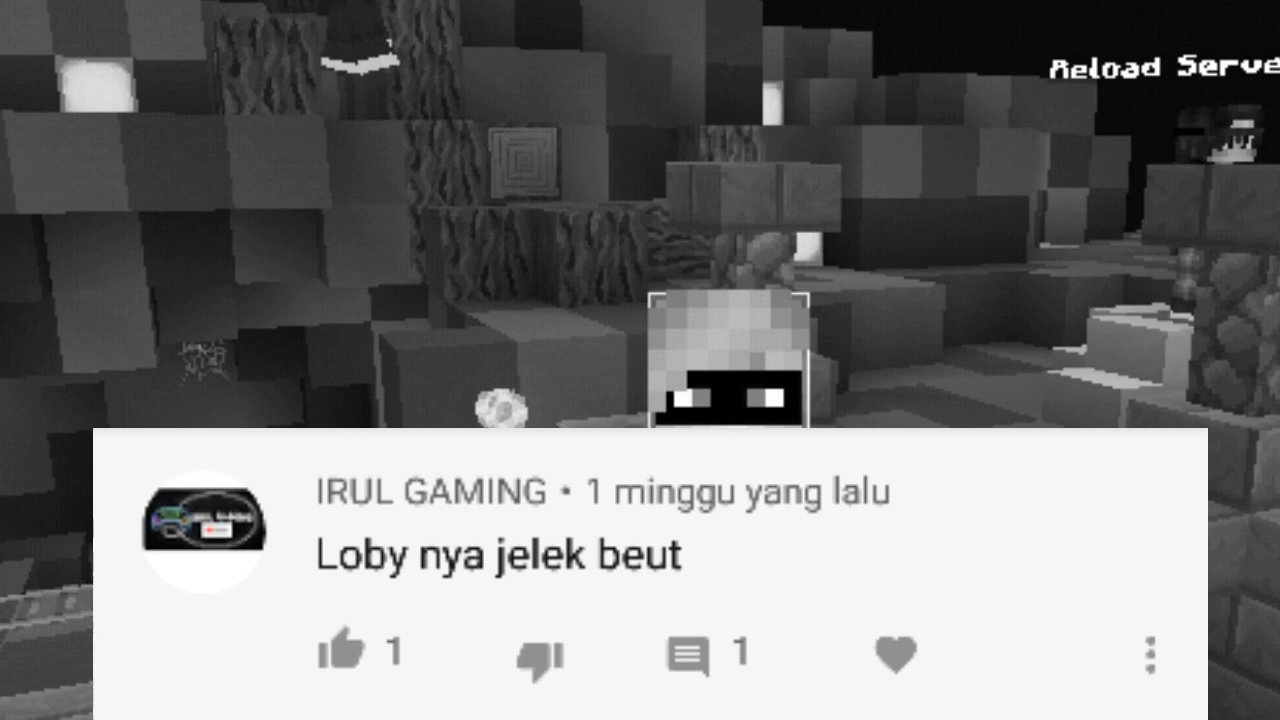 Reload Serve
IRUL GAMING • 1 minggu yang lalu
Loby nya jelek beut
1
1